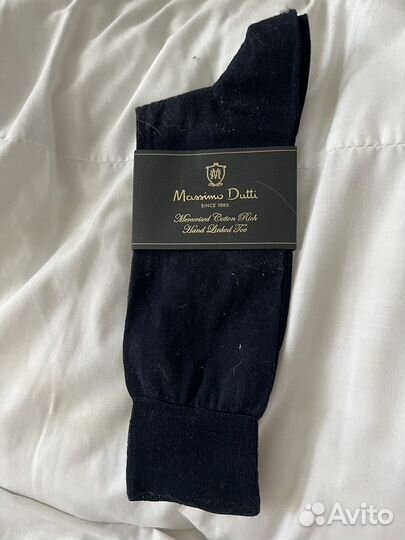 Massimo Dutti
SINCE 1985
Mercerised Cotton Rich
Hand Linked Toe
Avito